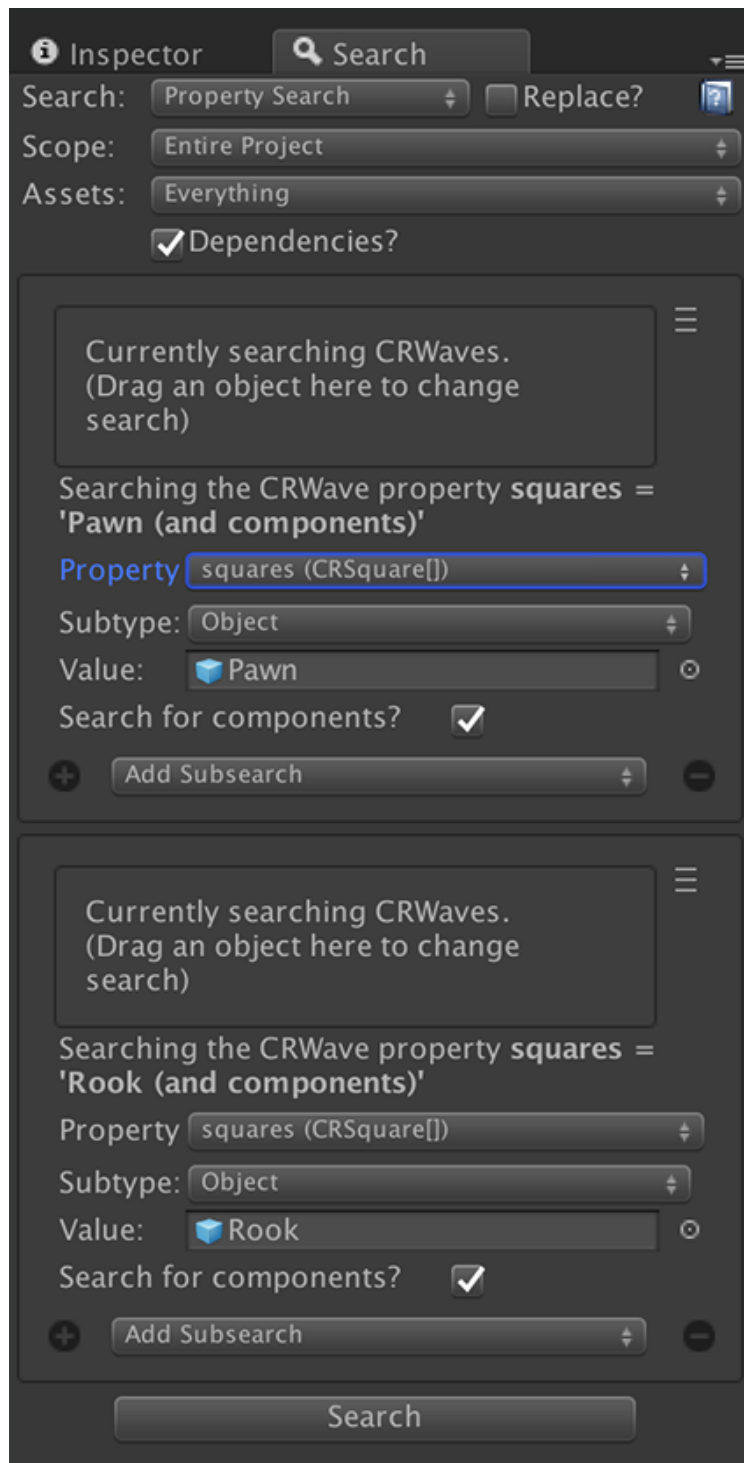 Inspector Search
Search: Property Search Replace?
Scope: Entire Project
Assets: Everything
Dependencies?
Currently searching CRWaves.
(Drag an object here to change
search)
Searching the CRWave property squares =
'Pawn (and components)'
Property squares (CRSquare[])
Subtype: Object
Value: Pawn
Search for components?
Add Subsearch
Currently searching CRWaves.
(Drag an object here to change
search)
Searching the CRWave property squares =
'Rook (and components)'
Property squares (CRSquare[])
Subtype: Object
Value: Rook
Search for components?
Add Subsearch
Search